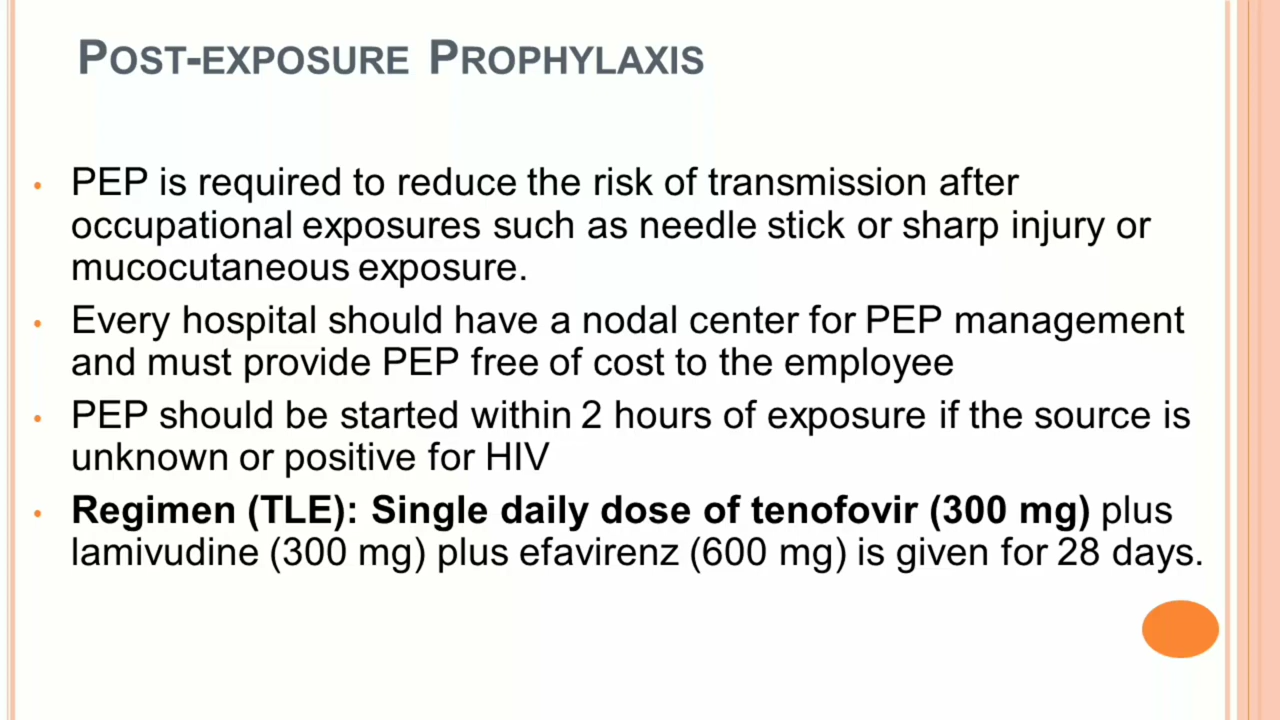 POST-EXPOSURE PROPHYLAXIS
• PEP is required to reduce the risk of transmission after
occupational exposures such as needle stick or sharp injury or
mucocutaneous exposure.
• Every hospital should have a nodal center for PEP management
and must provide PEP free of cost to the employee
• PEP should be started within 2 hours of exposure if the source is
unknown or positive for HIV
• Regimen (TLE): Single daily dose of tenofovir (300 mg) plus
lamivudine (300 mg) plus efavirenz (600 mg) is given for 28 days.